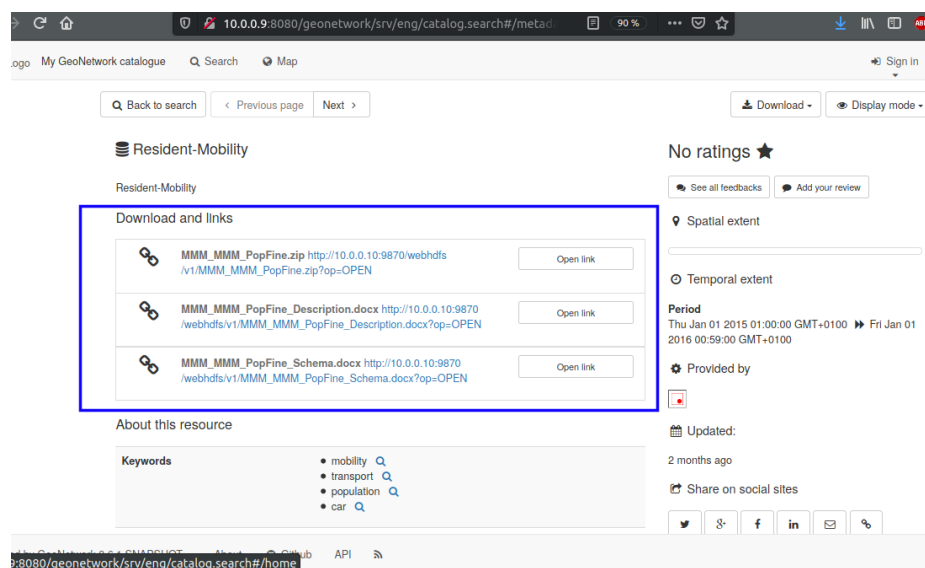 10.0.0.9:8080/geonetwork/srv/eng/catalog.search#/metad 90 %
ogo My GeoNetwork catalogue Search Map Sign in
Back to search Previous page Next Download Display mode
Resident-Mobility
Resident-Mobility
Download and links
MMM_MMM_PopFine.zip http://10.0.0.10:9870/webhdfs
/v1/MMM_MMM_PopFine.zip?op=OPEN
Open link
MMM_MMM_PopFine_Description.docx http://10.0.0.10:9870
/webhdfs/v1/MMM_MMM_PopFine_Description.docx?op=OPEN
Open link
MMM_MMM_PopFine_Schema.docx http://10.0.0.10:9870
/webhdfs/v1/MMM_MMM_PopFine_Schema.docx?op=OPEN
Open link
About this resource
Keywords
• mobility
• transport
• population
• car
No ratings
See all feedbacks Add your review
Spatial extent
Temporal extent
Period
Thu Jan 01 2015 01:00:00 GMT+0100 Fri Jan 01
2016 00:59:00 GMT+0100
Provided by
Updated:
2 months ago
Share on social sites
API
9:8080/geonetwork/srv/eng/catalog.search#/home